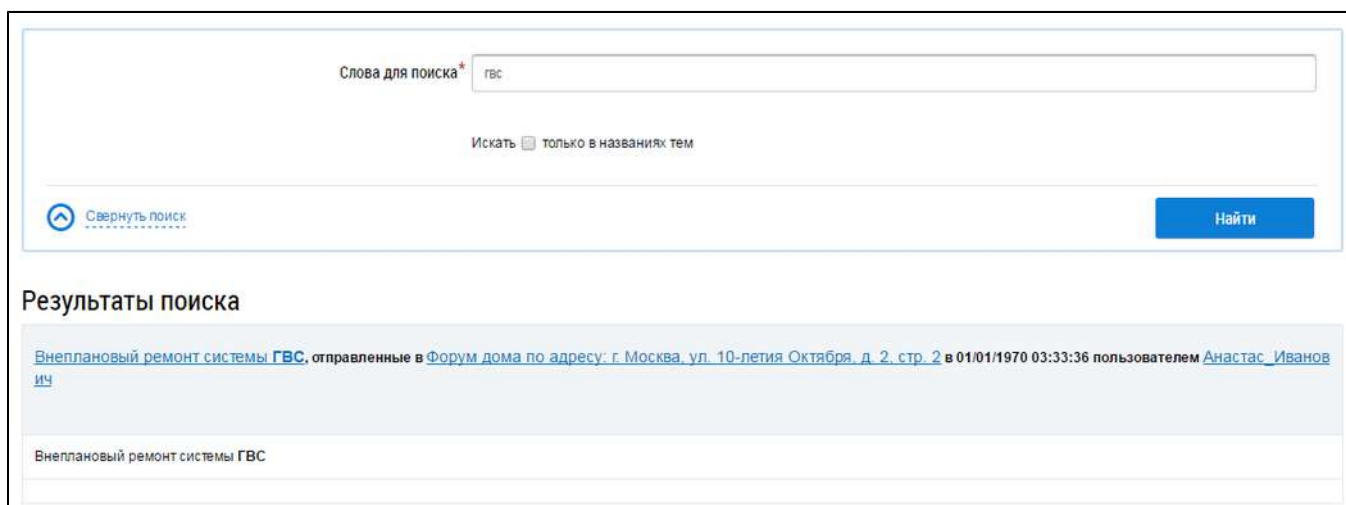 Слова для поиска*
гвс
Искать только в названиях тем
Свернуть поиск
Найти
Результаты поиска
Внеплановый ремонт системы ГВС, отправленные в Форум дома по адресу: г. Москва, ул. 10-летия Октября, д. 2, стр. 2 в 01/01/1970 03:33:36 пользователем Анастас_Иванов
ич
Внеплановый ремонт системы ГВС